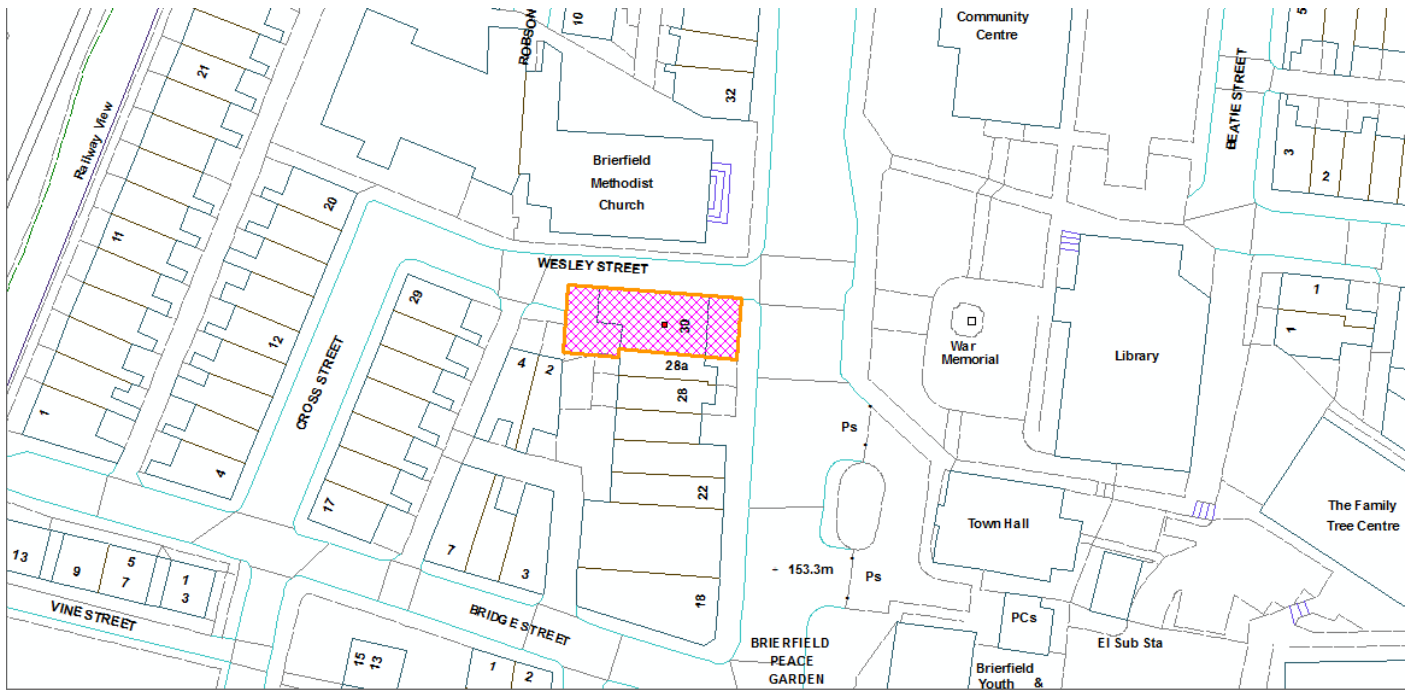 10
ROBSON
Community
Centre
5
21
32
BEATIE STREET
Railway View
Brierfield
Methodist
Church
3
2
20
11
WESLEY STREET
29
30
1
1
War
Memorial
Library
12
CROSS STREET
4
2
28a
28
1
4
17
22
Ps
Town Hall
The Family
Tree Centre
13
9
5
7
1
3
7
3
18
153.3m
Ps
VINE STREET
BRIDGE STREET
PCs
El Sub Sta
15
13
1
2
BRIERFIELD
PEACE
GARDEN
Brierfield
Youth &